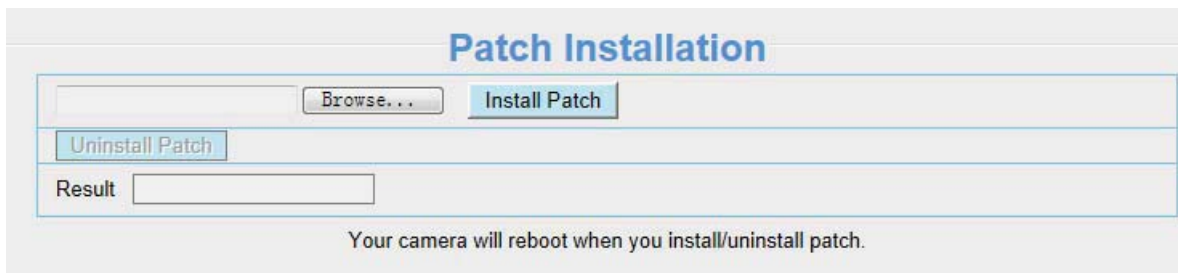 Patch Installation
Browse... Install Patch
Uninstall Patch
Result
Your camera will reboot when you install/uninstall patch.